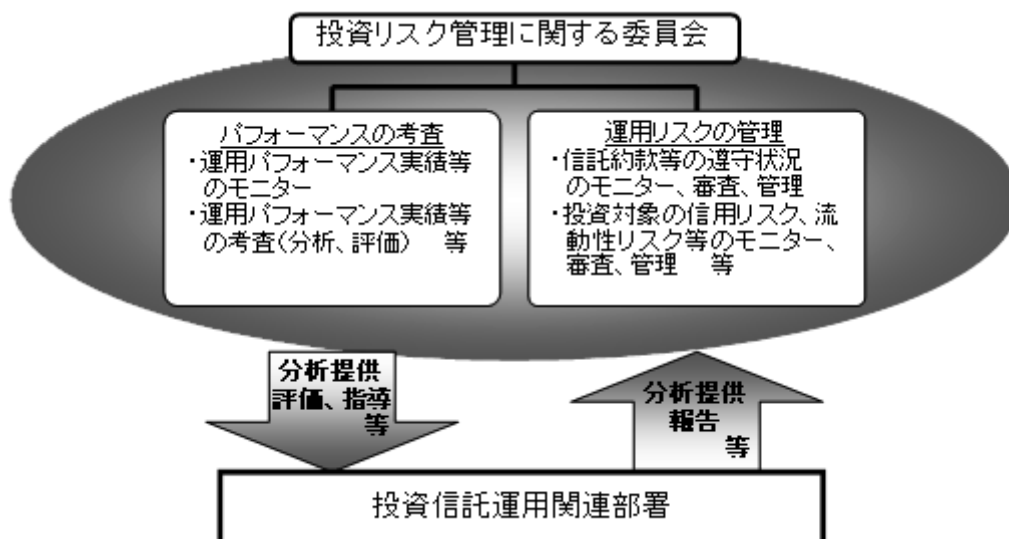 投資リスク管理に関する委員会
パフォーマンスの考査
・運用パフォーマンス実績等
のモニター
・運用パフォーマンス実績等
の考査(分析、評価) 等
運用リスクの管理
・信託約款等の遵守状況
のモニター、審査、管理
・投資対象の信用リスク、流
動性リスク等のモニター、
審査、管理 等
分析提供
評価、指導
等
分析提供
報告
等
投資信託運用関連部署